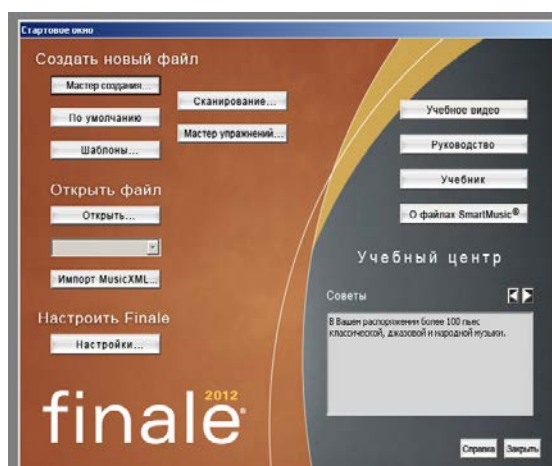 Стартовое окно
Создать новый файл
Мастер создания...
По умолчанию
Шаблоны...
Сканирование...
Мастер упражнений...
Открыть файл
Открыть...
Импорт MusicXML...
Настроить Finale
Настройки...
2012
finale®
Учебное видео
Руководство
Учебник
О файлах SmartMusic®
Учебный центр
Советы
В Вашем распоряжении более 100 пьес
классической, джазовой и народной музыки.
Справка
Закрыть